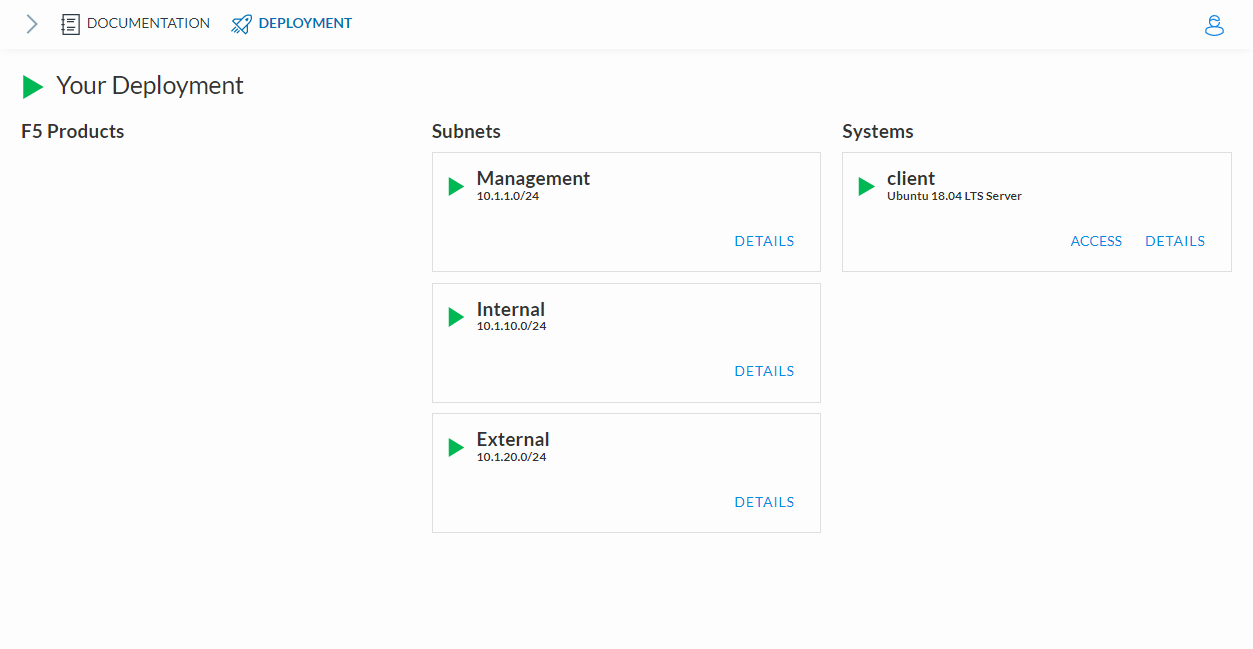 DOCUMENTATION DEPLOYMENT
Your Deployment
F5 Products
Subnets
Management
10.1.1.0/24
DETAILS
Internal
10.1.10.0/24
DETAILS
External
10.1.20.0/24
DETAILS
Systems
client
Ubuntu 18.04 LTS Server
ACCESS DETAILS